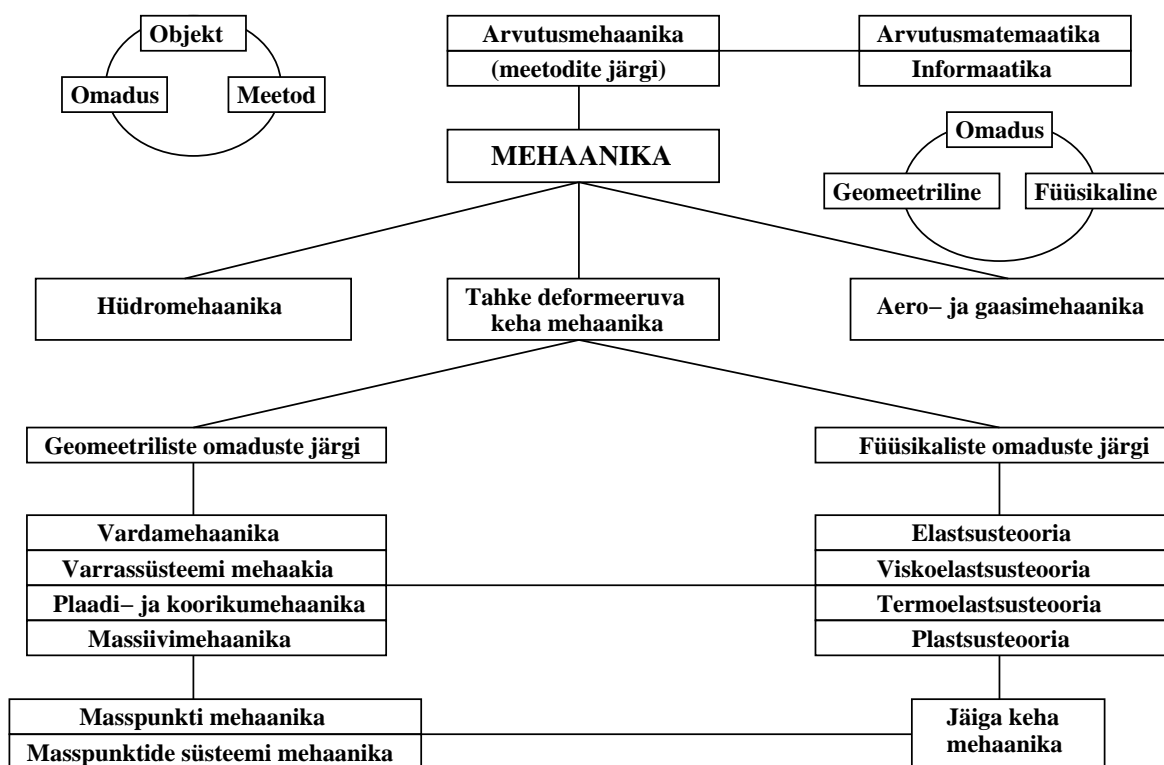 Objekt
Omadus
Meetod
Arvutusmehaanika
(meetodite järgi)
Arvutusmatemaatika
Informaatika
MEHAANIKA
Omadus
Geomeetriline
Füüsikaline
Hüdromehaanika
Tahke deformeeruva
keha mehaanika
Aero− ja gaasimehaanika
Geomeetriliste omaduste järgi
Füüsikaliste omaduste järgi
Vardamehaanika
Varrassüsteemi mehaakia
Plaadi− ja koorikumehaanika
Massiivimehaanika
Elastsusteooria
Viskoelastsusteooria
Termoelastsusteooria
Plastsusteooria
Masspunkti mehaanika
Masspunktide süsteemi mehaanika
Jäiga keha
mehaanika